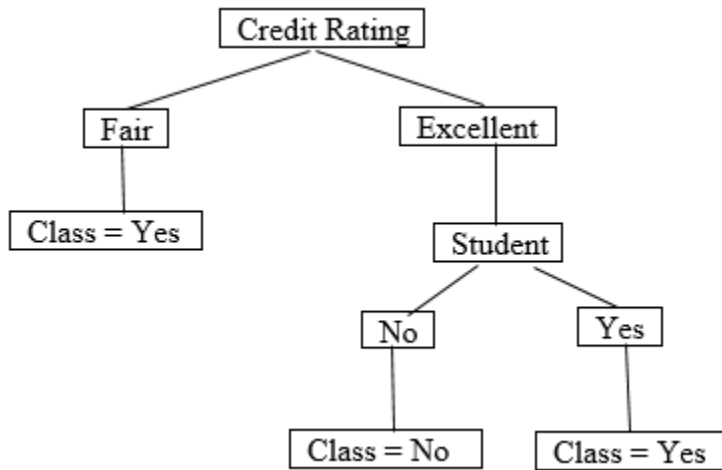 Credit Rating
Fair
Excellent
Class = Yes
Student
No
Yes
Class = No
Class = Yes